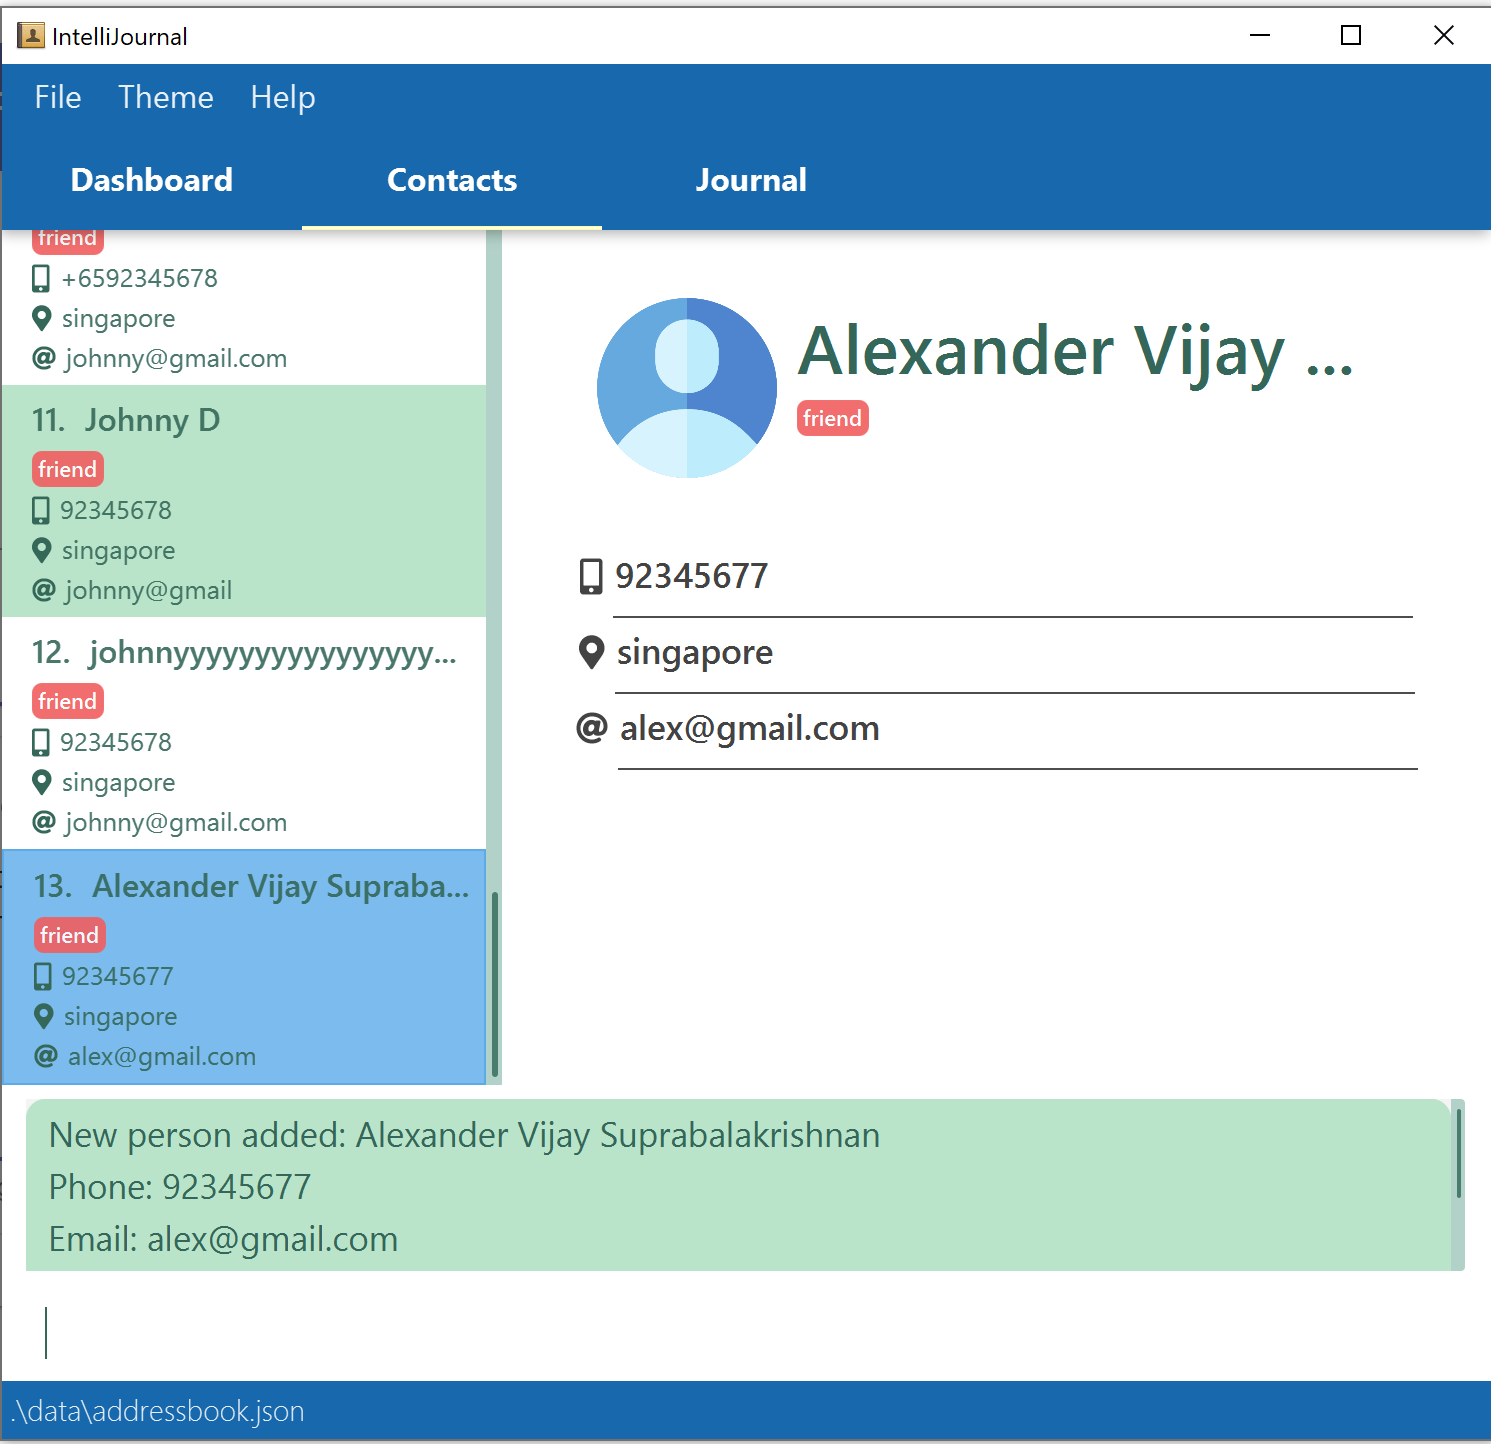 IntelliJournal
File Theme Help
Dashboard Contacts Journal
friend
+6592345678
singapore
@ johnny@gmail.com
11. Johnny D
friend
92345678
singapore
@ johnny@gmail
12. johnnyyyyyyyyyyyyyyyy...
friend
92345678
singapore
@ johnny@gmail.com
13. Alexander Vijay Supraba...
friend
92345677
singapore
@ alex@gmail.com
Alexander Vijay ...
friend
92345677
singapore
@ alex@gmail.com
New person added: Alexander Vijay Suprabalakrishnan
Phone: 92345677
Email: alex@gmail.com
.\data\addressbook.json